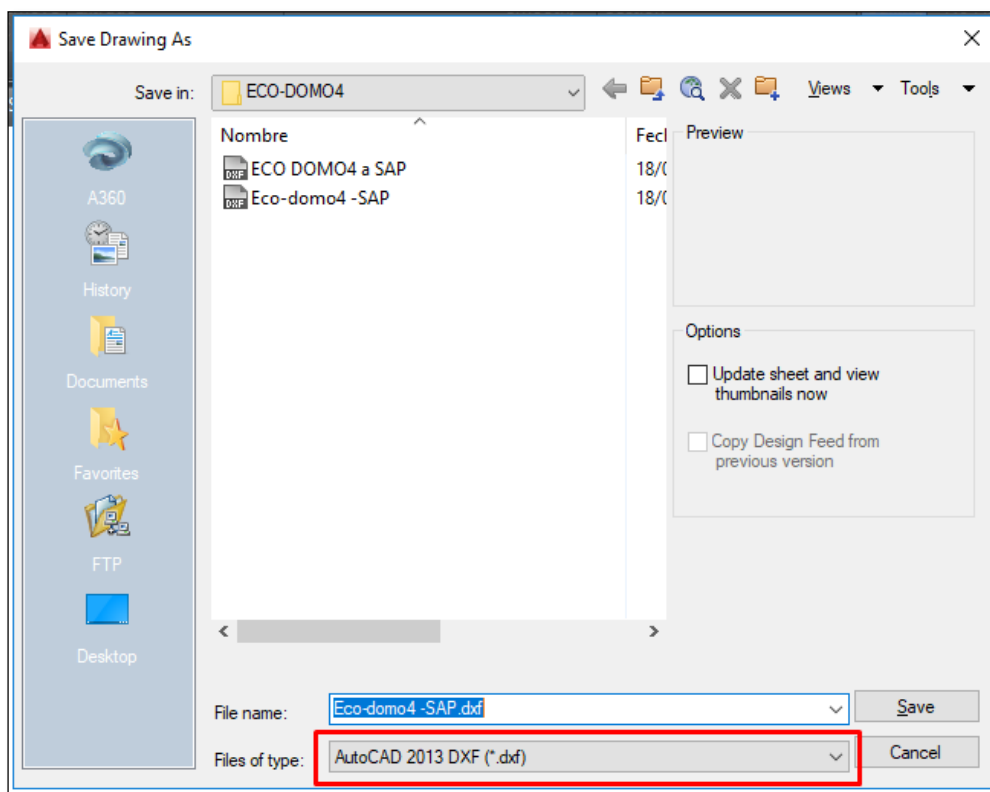 Save Drawing As
Save in:
ECO-DOMO4
Views
Tools
Nombre
Fecl
Preview
ECO DOMO4 a SAP
18/0
Eco-domo4 -SAP
18/0
A360
History
Documents
Favorites
FTP
Desktop
Options
Update sheet and view
thumbnails now
Copy Design Feed from
previous version
File name:
Eco-domo4 -SAP.dxf
Save
Files of type:
AutoCAD 2013 DXF (*.dxf)
Cancel